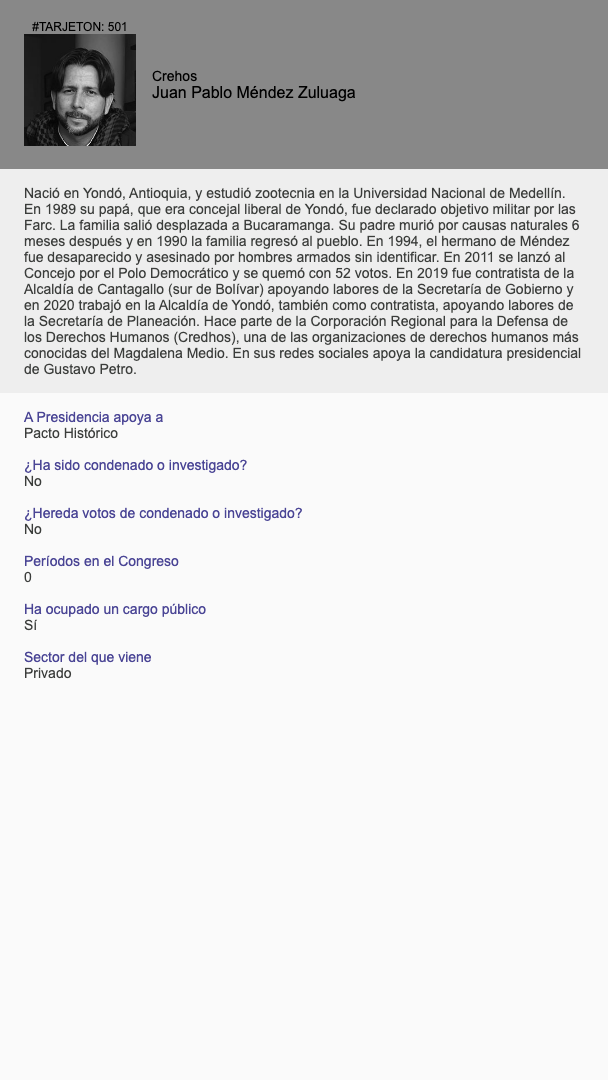 #TARJETON: 501
Crehos
Juan Pablo Méndez Zuluaga
Nació en Yondó, Antioquia, y estudió zootecnia en la Universidad Nacional de Medellín.
En 1989 su papá, que era concejal liberal de Yondó, fue declarado objetivo militar por las
Farc. La familia salió desplazada a Bucaramanga. Su padre murió por causas naturales 6
meses después y en 1990 la familia regresó al pueblo. En 1994, el hermano de Méndez
fue desaparecido y asesinado por hombres armados sin identificar. En 2011 se lanzó al
Concejo por el Polo Democrático y se quemó con 52 votos. En 2019 fue contratista de la
Alcaldía de Cantagallo (sur de Bolívar) apoyando labores de la Secretaría de Gobierno y
en 2020 trabajó en la Alcaldía de Yondó, también como contratista, apoyando labores de
la Secretaría de Planeación. Hace parte de la Corporación Regional para la Defensa de
los Derechos Humanos (Credhos), una de las organizaciones de derechos humanos más
conocidas del Magdalena Medio. En sus redes sociales apoya la candidatura presidencial
de Gustavo Petro.
A Presidencia apoya a
Pacto Histórico
¿Ha sido condenado o investigado?
No
¿Hereda votos de condenado o investigado?
No
Períodos en el Congreso
0
Ha ocupado un cargo público
Sí
Sector del que viene
Privado